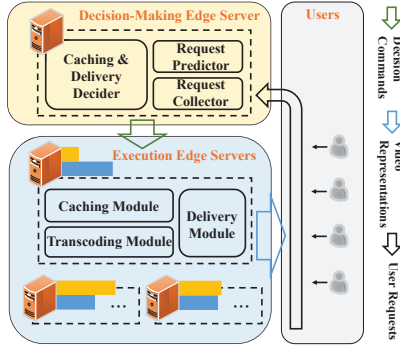 Decision-Making Edge Server
Caching &
Delivery
Decider
Request
Predictor
Request
Collector
Users
Execution Edge Servers
Caching Module
Transcoding Module
Delivery
Module
...
...
Decision
Commands
Video
Representations
User Requests